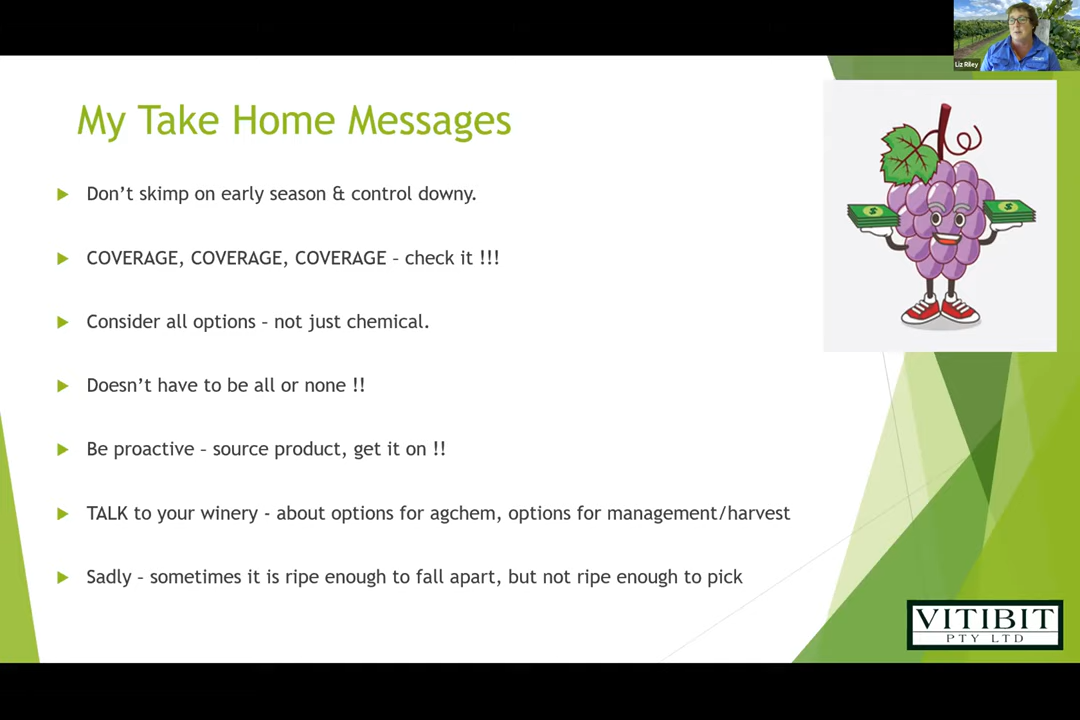 Liz Riley
My Take Home Messages
Don't skimp on early season & control downy.
COVERAGE, COVERAGE, COVERAGE – check it !!!
Consider all options – not just chemical.
Doesn't have to be all or none !!
Be proactive – source product, get it on !!
TALK to your winery - about options for agchem, options for management/harvest
Sadly – sometimes it is ripe enough to fall apart, but not ripe enough to pick
$ $
VITIBIT
PTY LTD